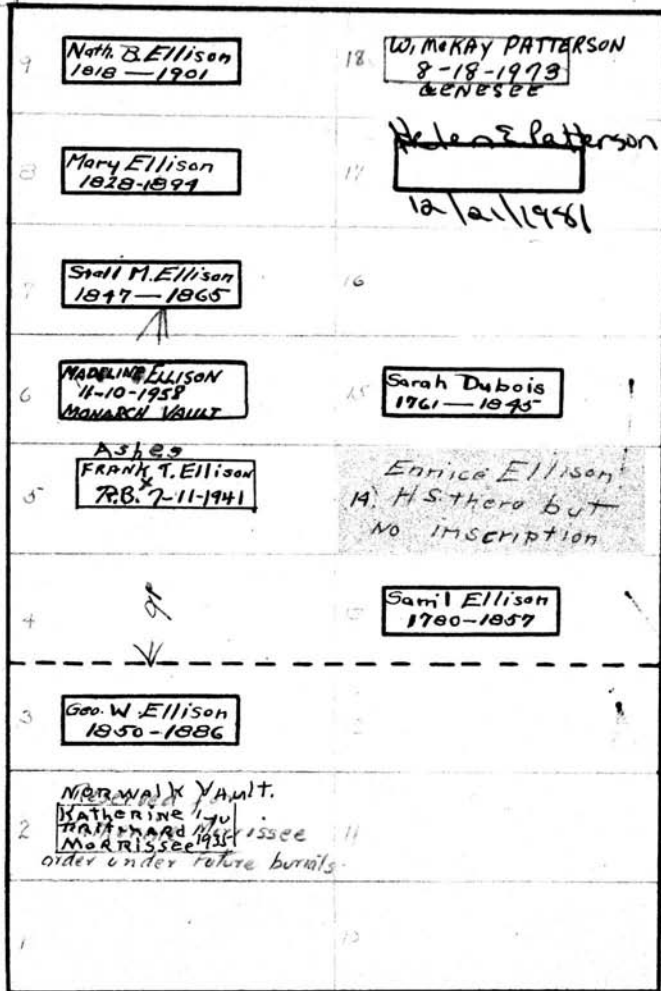 9
Nath. B. Ellison
1818 — 1901
8
Mary Ellison
1828-1894
7
M. Ellison
1847 — 1865
6
MADELINE ELLISON
11-10-1958
MONARCH VAULT
5
Ashes
FRANK T. Ellison
R.B. 7-11-1941
4
3
Geo. W. Ellison
1850-1886
2
NORWALK VAULT.
Reserved for
Katherine
Morrissee
MORRISSEE 1935
order under future burials.
1
18
W. McKAY PATTERSON
8-18-1973
GENESEE
17
Helen E Patterson
12/21/1981
16
15
Sarah Dubois
1761 — 1845
14.
Ellison
HS there but
No inscription
13
Sam'l Ellison
1780-1857
11
10